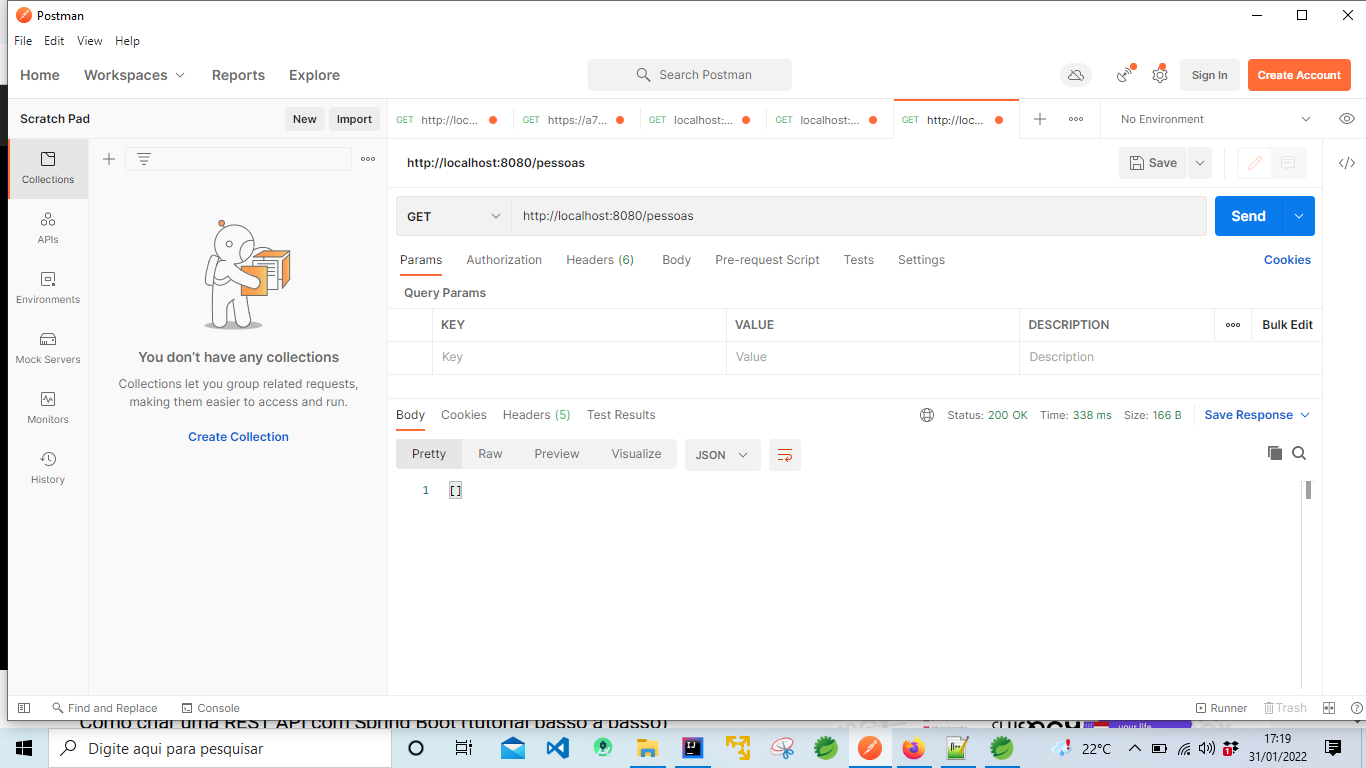 Postman
File Edit View Help
Home Workspaces Reports Explore Search Postman Sign In Create Account
Scratch Pad New Import GET http://loc... GET https://a7... GET localhost:... GET localhost:... GET http://loc... No Environment
Collections
APIs
Environments
Mock Servers
Monitors
History
You don't have any collections
Collections let you group related requests,
making them easier to access and run.
Create Collection
http://localhost:8080/pessoas Save
GET http://localhost:8080/pessoas Send
Params Authorization Headers (6) Body Pre-request Script Tests Settings Cookies
Query Params
KEY VALUE DESCRIPTION Bulk Edit
Key Value Description
Body Cookies Headers (5) Test Results Status: 200 OK Time: 338 ms Size: 166 B Save Response
Pretty Raw Preview Visualize JSON
1 []
Find and Replace Console Runner Trash
Como criar uma REST API com Spring Boot (tutorial passo a passo)
your life
Digite aqui para pesquisar 22°C 1 17:19
31/01/2022